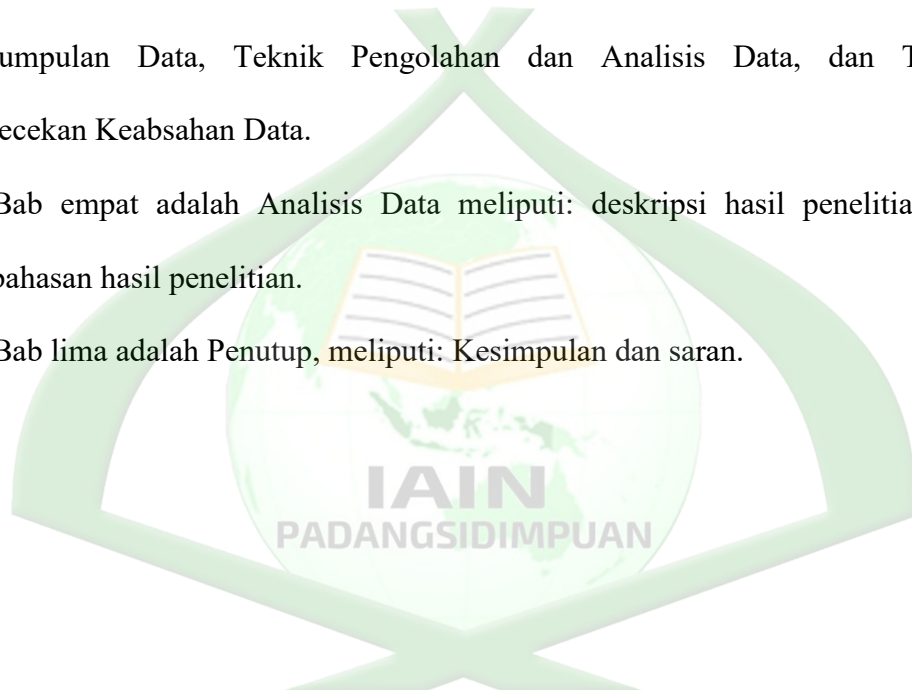 umpulan Data, Teknik Pengolahan dan Analisis Data, dan T
ecekan Keabsahan Data.
Bab empat adalah Analisis Data meliputi: deskripsi hasil penelitia
bahasan hasil penelitian.
Bab lima adalah Penutup, meliputi: Kesimpulan dan saran.
IAIN
PADANGSIDIMPUAN